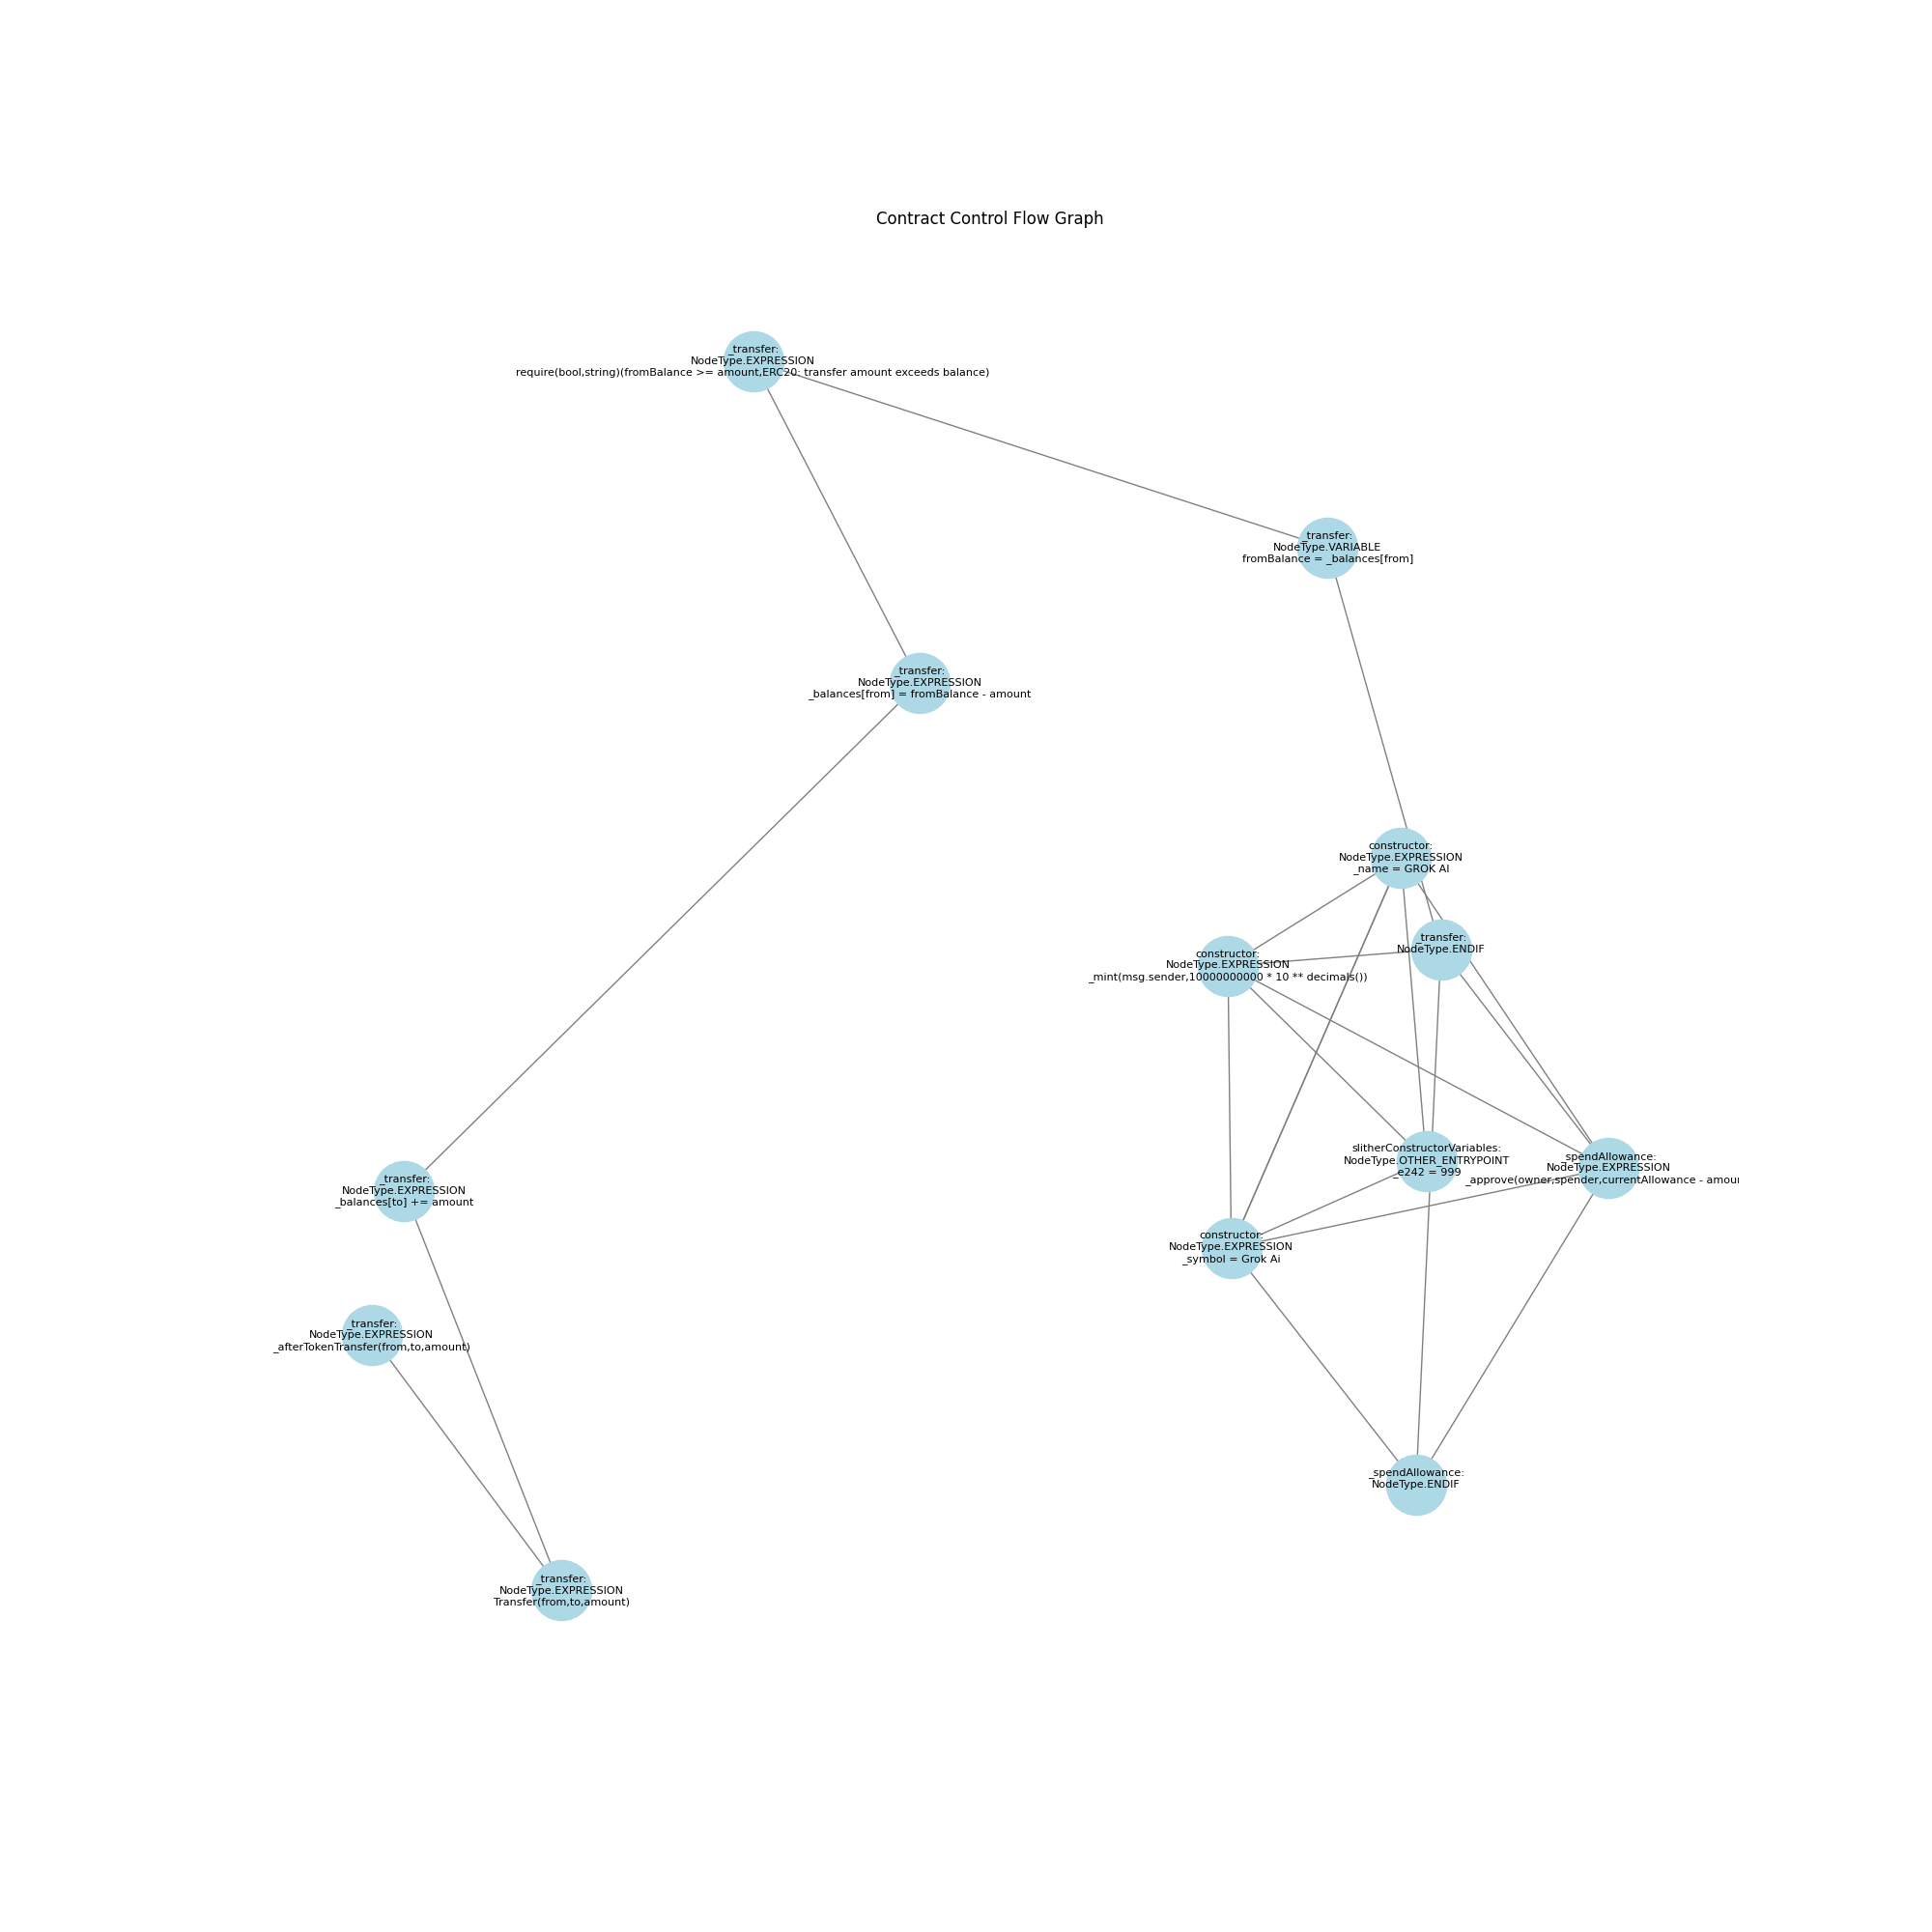 Contract Control Flow Graph
_transfer:
NodeType.EXPRESSION
require(bool,string)(fromBalance >= amount,ERC20: transfer amount exceeds balance)
_transfer:
NodeType.VARIABLE
fromBalance = _balances[from]
_transfer:
NodeType.EXPRESSION
_balances[from] = fromBalance - amount
constructor:
NodeType.EXPRESSION
_name = GROK AI
_transfer:
NodeType.ENDIF
constructor:
NodeType.EXPRESSION
_mint(msg.sender,10000000000 * 10 ** decimals())
slitherConstructorVariables:
NodeType.OTHER_ENTRYPOINT
_e242 = 999
_spendAllowance:
NodeType.EXPRESSION
_approve(owner,spender,currentAllowance -
_transfer:
NodeType.EXPRESSION
_balances[to] += amount
constructor:
NodeType.EXPRESSION
_symbol = Grok Ai
_transfer:
NodeType.EXPRESSION
_afterTokenTransfer(from,to,amount)
_spendAllowance:
NodeType.ENDIF
_transfer:
NodeType.EXPRESSION
Transfer(from,to,amount)